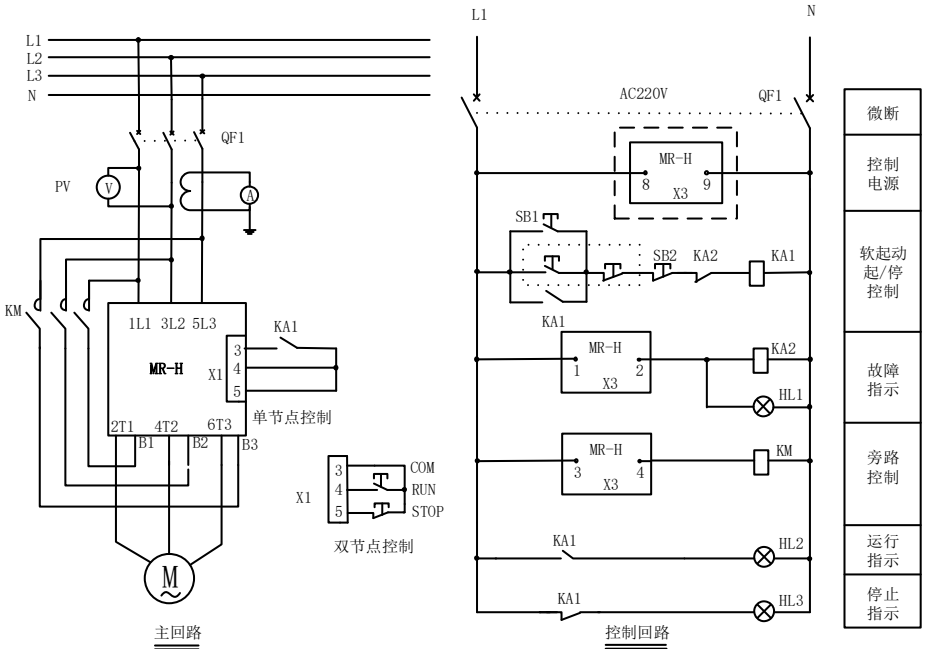 L1
L2
L3
N
QF1
PV
V
A
KM
1L1 3L2 5L3
MR-H
X1
3
4
5
KA1
单节点控制
2T1 4T2 6T3
B1 B2 B3
X1
3
4
5
COM
RUN
STOP
双节点控制
M
主回路
L1
N
AC220V
QF1
MR-H
8 9
X3
SB1
SB2 KA2 KA1
KA1
MR-H
1 2
X3
KA2
HL1
MR-H
3 4
X3
KM
KA1
HL2
KA1
HL3
控制回路
微断
控制
电源
软起动
起/停
控制
故障
指示
旁路
控制
运行
指示
停止
指示